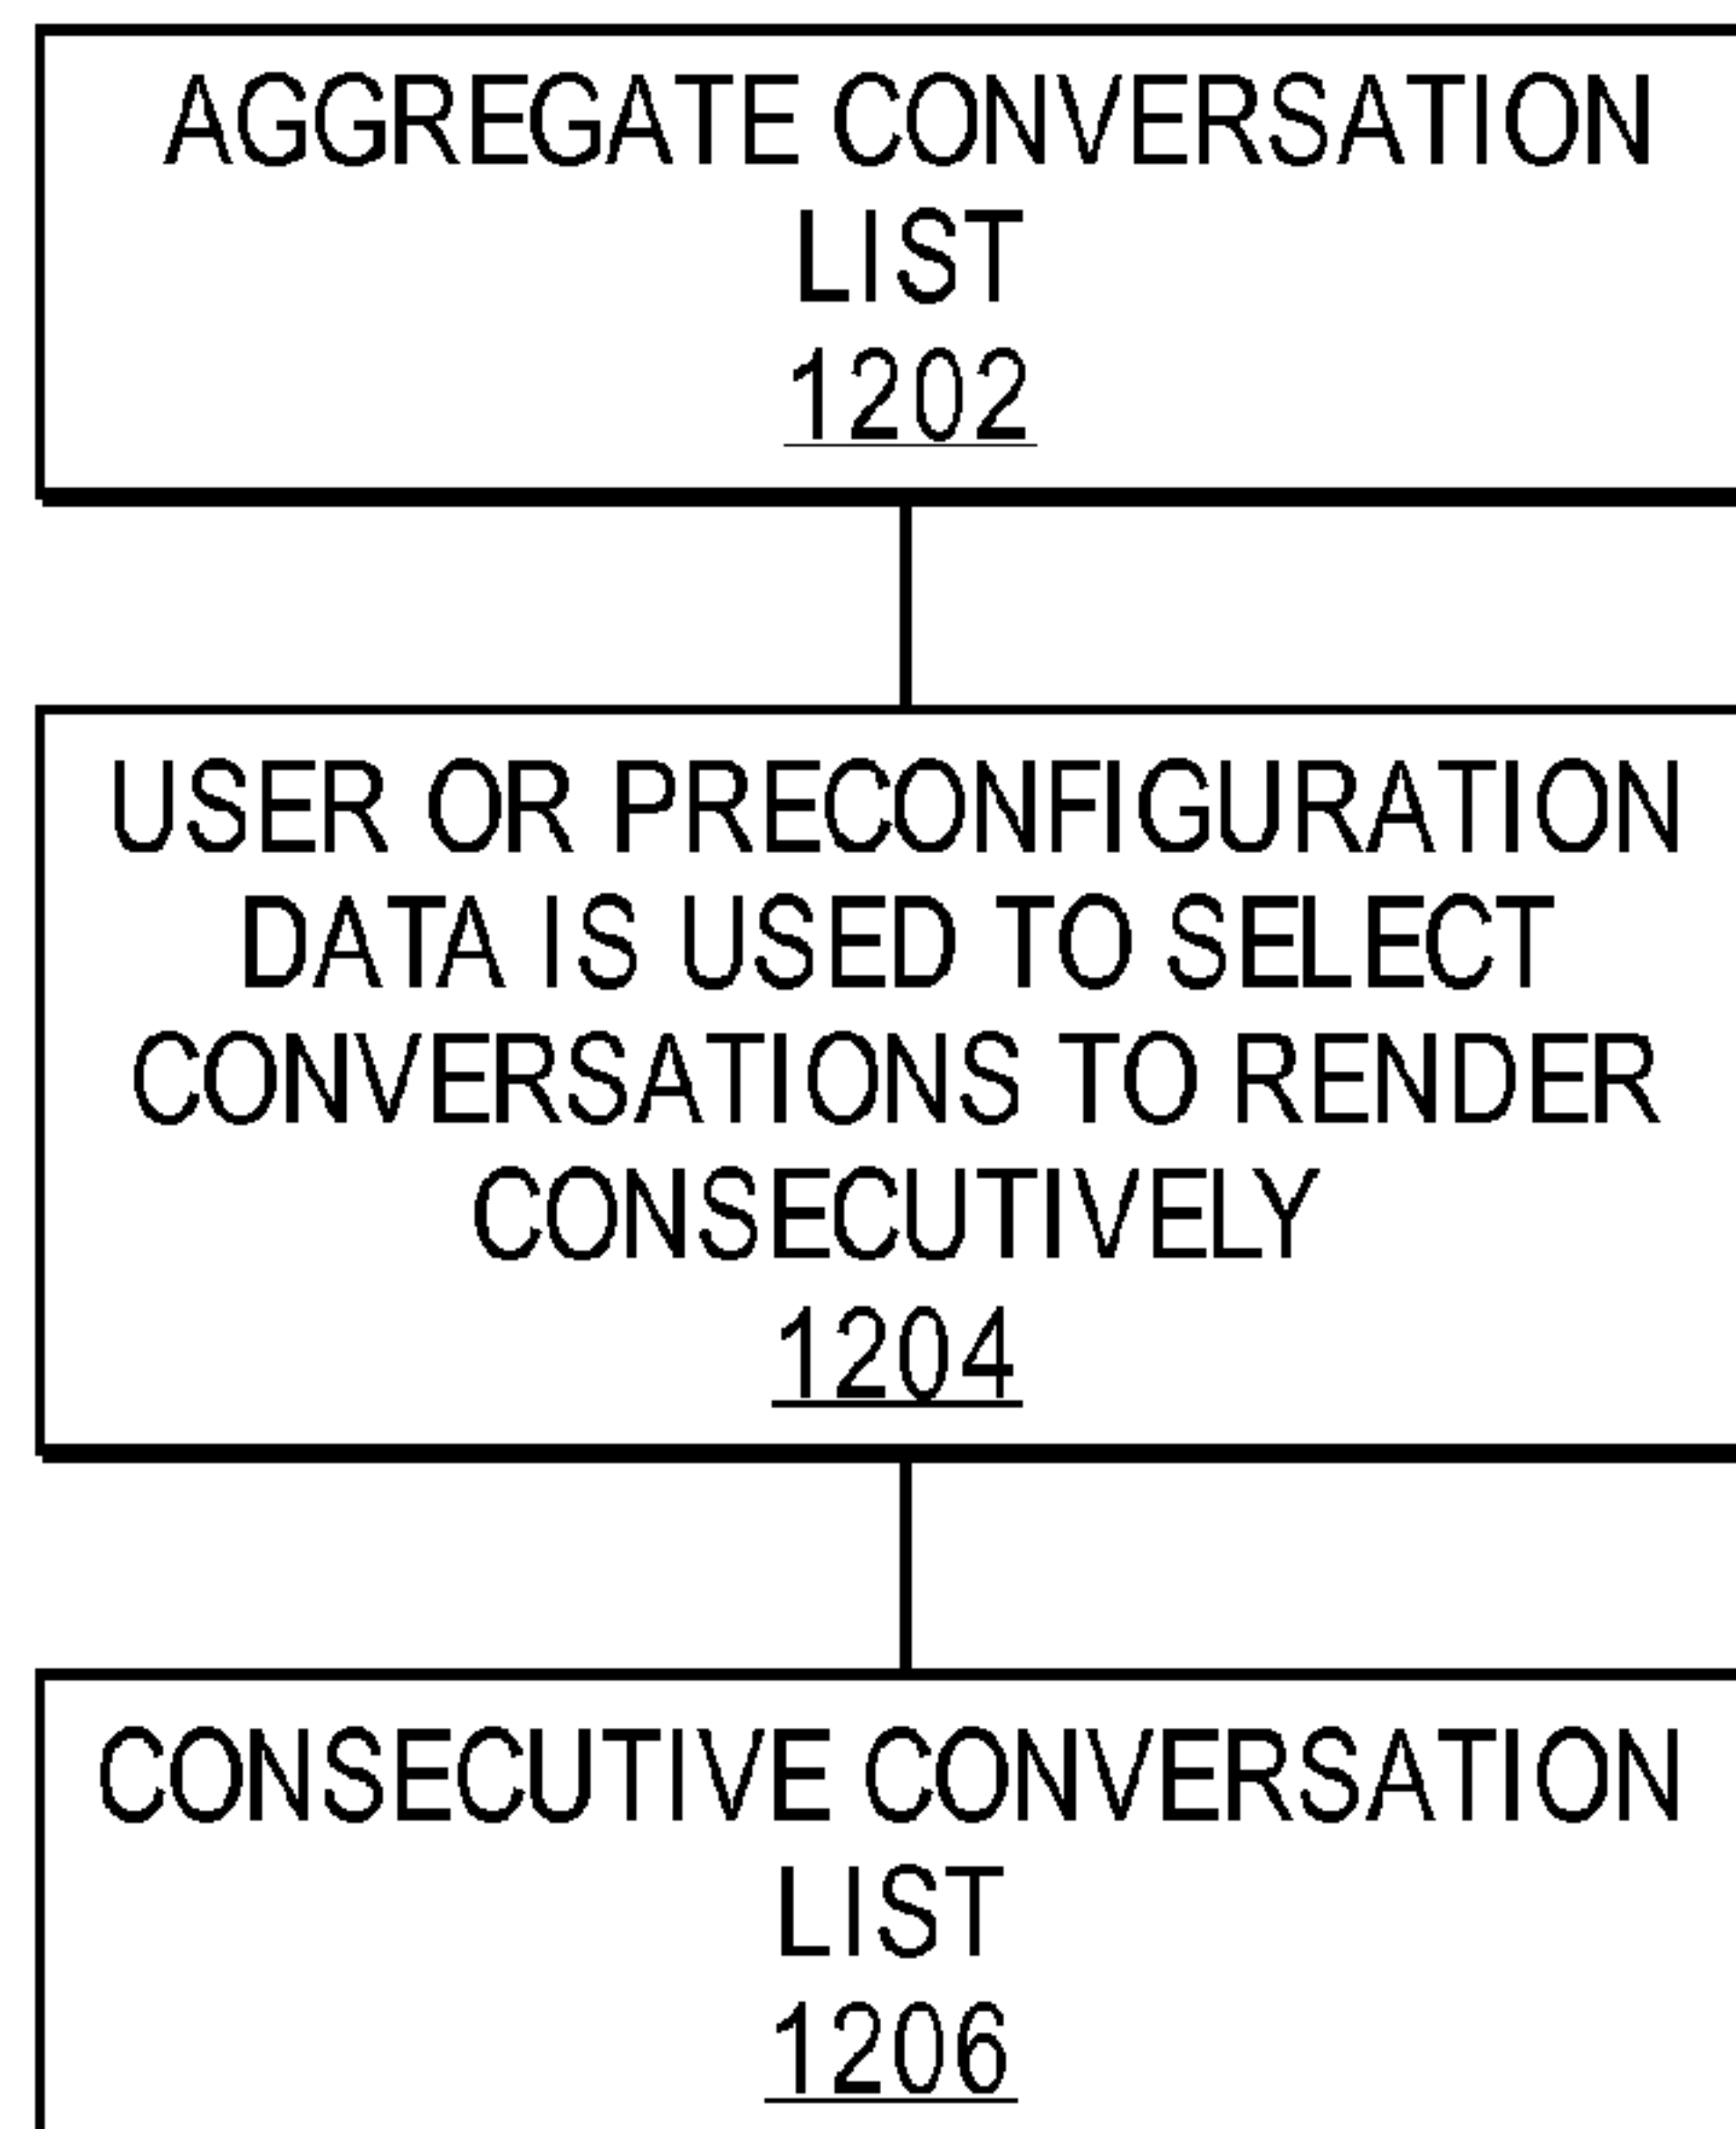 AGGREGATE CONVERSATION
LIST
1202
USER OR PRECONFIGURATION
DATA IS USED TO SELECT
CONVERSATIONS TO RENDER
CONSECUTIVELY
1204
CONSECUTIVE CONVERSATION
LIST
1206